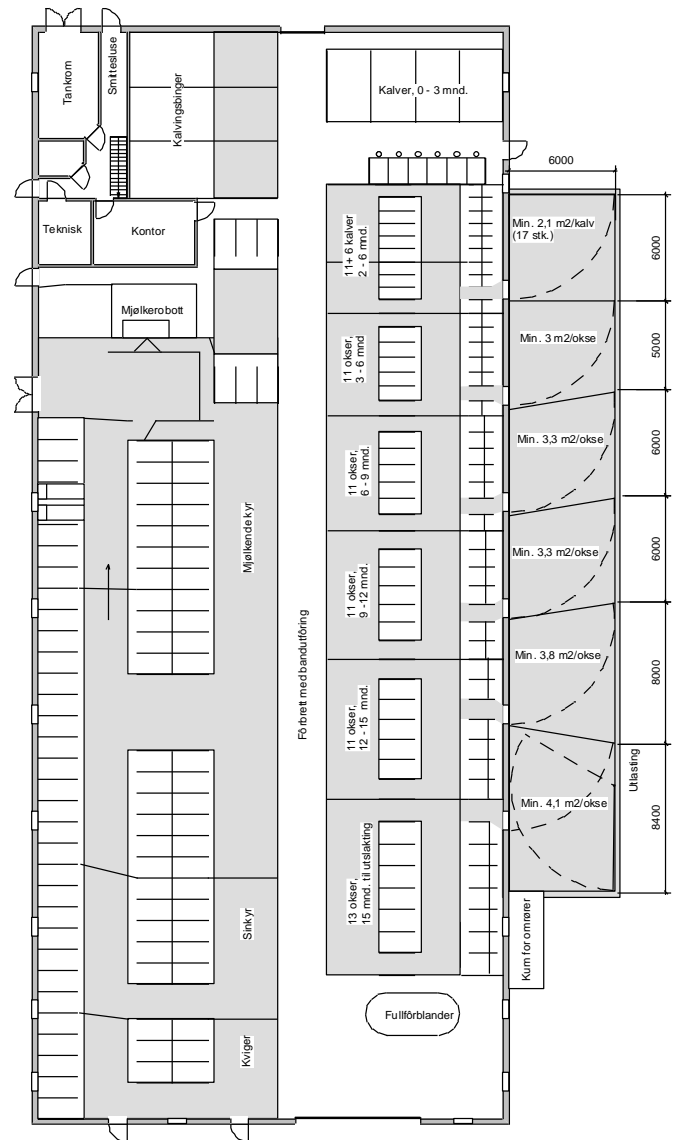 Tankrom
Smittesluse
Kalvingsbinger
Kalver, 0 - 3 mnd.
6000
Teknisk
Kontor
11+ 6 kalver
2 - 6 mnd.
Min. 2,1 m2/kalv
(17 stk.)
6000
Mjølkerobott
11 okser,
3 - 6 mnd
Min. 3 m2/okse
5000
11 okser,
6 - 9 mnd.
Min. 3,3 m2/okse
6000
Mjølkende kyr
11 okser,
9 -12 mnd.
Min. 3,3 m2/okse
6000
Fôrbrett med bandutfôring
11 okser,
12 - 15 mnd.
Min. 3,8 m2/okse
8000
Sinkyr
13 okser,
15 mnd. til utslakting
Min. 4,1 m2/okse
Utlasting
8400
Kum for omrører
Fullfôrblander
Kviger